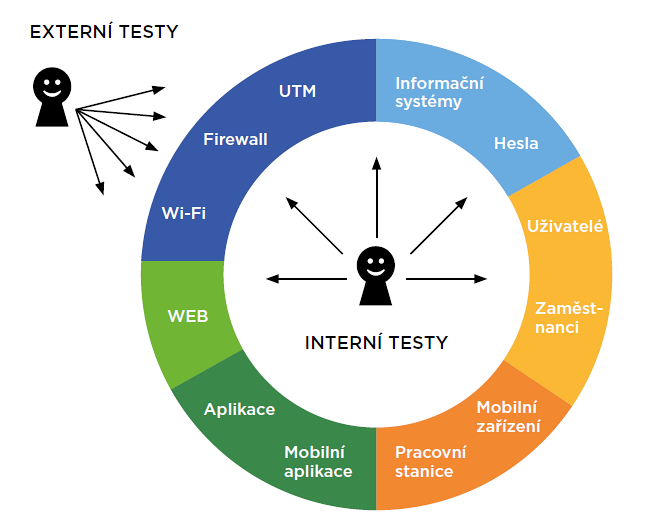 EXTERNÍ TESTY
UTM
Firewall
Wi-Fi
Informační
systémy
Hesla
Uživatelé
Zaměst-
nanci
WEB
INTERNÍ TESTY
Aplikace
Mobilní
aplikace
Mobilní
zařízení
Pracovní
stanice